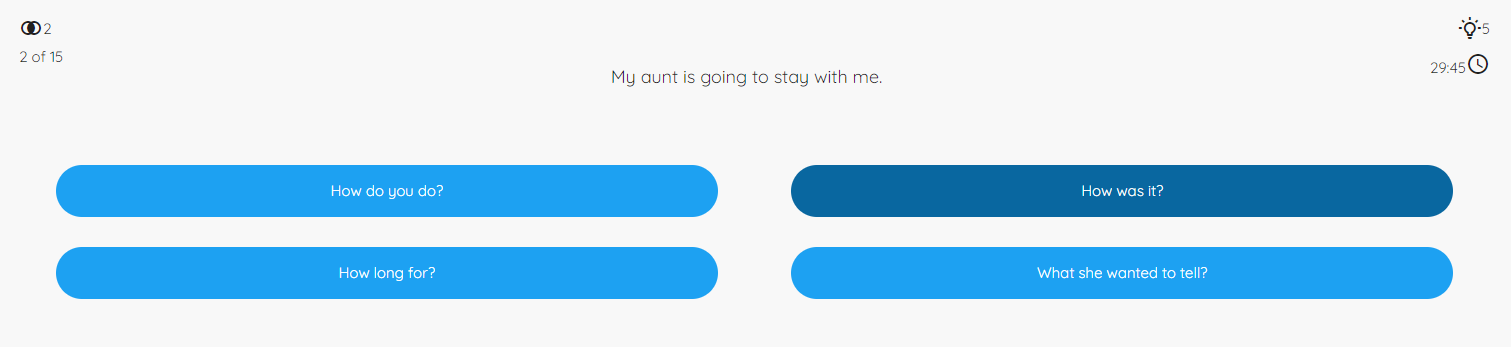 2
5
2 of 15
29:45
My aunt is going to stay with me.
How do you do?
How was it?
How long for?
What she wanted to tell?